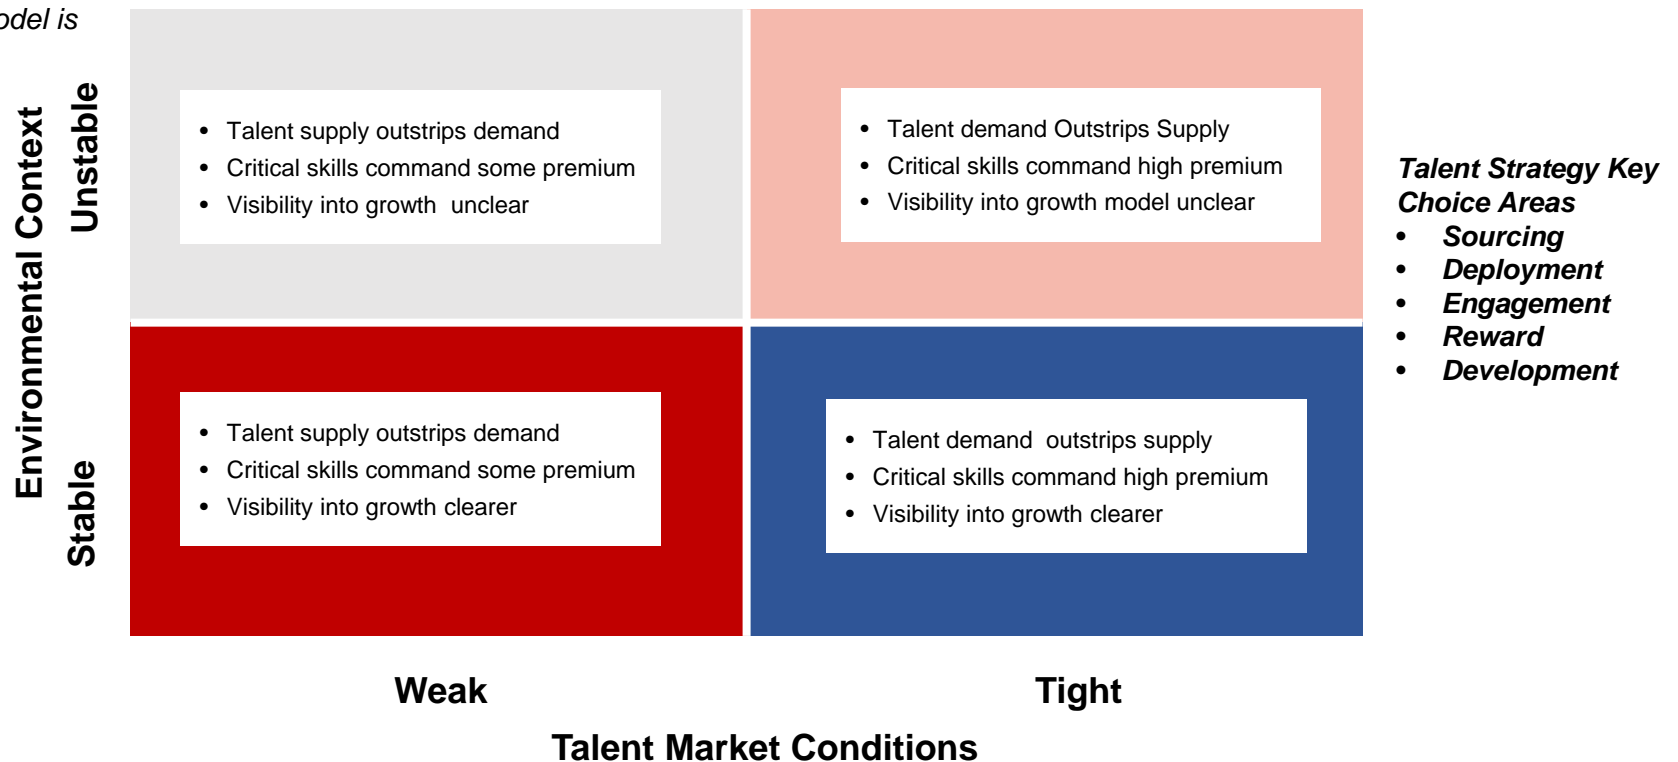 odel is
Environmental Context
Unstable
Stable
• Talent supply outstrips demand
• Critical skills command some premium
• Visibility into growth  unclear
• Talent demand Outstrips Supply
• Critical skills command high premium
• Visibility into growth model unclear
• Talent supply outstrips demand
• Critical skills command some premium
• Visibility into growth clearer
• Talent demand  outstrips supply
• Critical skills command high premium
• Visibility into growth clearer
Talent Strategy Key
Choice Areas
• Sourcing
• Deployment
• Engagement
• Reward
• Development
Weak
Tight
Talent Market Conditions